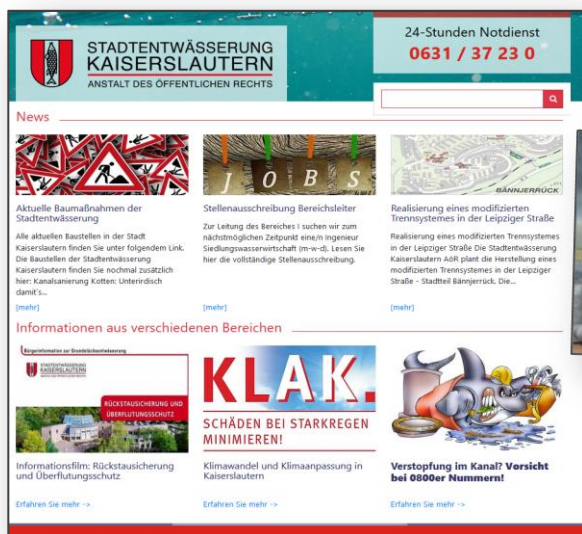 STADTENTWÄSSERUNG
KAISERSLAUTERN
ANSTALT DES ÖFFENTLICHEN RECHTS
24-Stunden Notdienst
0631 / 37 23 0
News
JOBS
BÄNNJERRÜCK
Aktuelle Baumaßnahmen der
Stadtentwässerung
Alle aktuellen Baustellen in der Stadt
Kaiserslautern finden Sie unter folgendem Link.
Die Baustellen der Stadtentwässerung
Kaiserslautern finden Sie nochmal zusätzlich
hier: Kanalsanierung Kotten: Unterirdisch
damit's...
[mehr]
Stellenausschreibung Bereichsleiter
Zur Leitung des Bereiches I suchen wir zum
nächstmöglichen Zeitpunt eine/n Ingenieur
Siedlungswasserwirtschaft (m-w-d). Lesen Sie
hier die vollständige Stellenausschreibung.
[mehr]
Realisierung eines modifizierten
Trennsystemes in der Leipziger Straße
Realisierung eines modifizierten Trennsystemes
in der Leipziger Straße Die Stadtentwässerung
Kaiserslautern AöR plant die Herstellung eines
modifizierten Trennsystemes in der Leipziger
Straße - Stadtteil Bännjerrück. Die...
[mehr]
Informationen aus verschiedenen Bereichen
Bürgerinformation zur Grundstücksentwässerung
STADTENTWÄSSERUNG
KAISERSLAUTERN
RÜCKSTAUSICHERUNG UND
ÜBERFLUTUNGSSCHUTZ
Informationsfilm: Rückstausicherung
und Überflutungsschutz
Erfahren Sie mehr ->
KLAK.
SCHÄDEN BEI STARKREGEN
MINIMIEREN!
Klimawandel und Klimaanpassung in
Kaiserslautern
Erfahren Sie mehr ->
Verstopfung im Kanal? Vorsicht
bei 0800er Nummern!
Erfahren Sie mehr ->